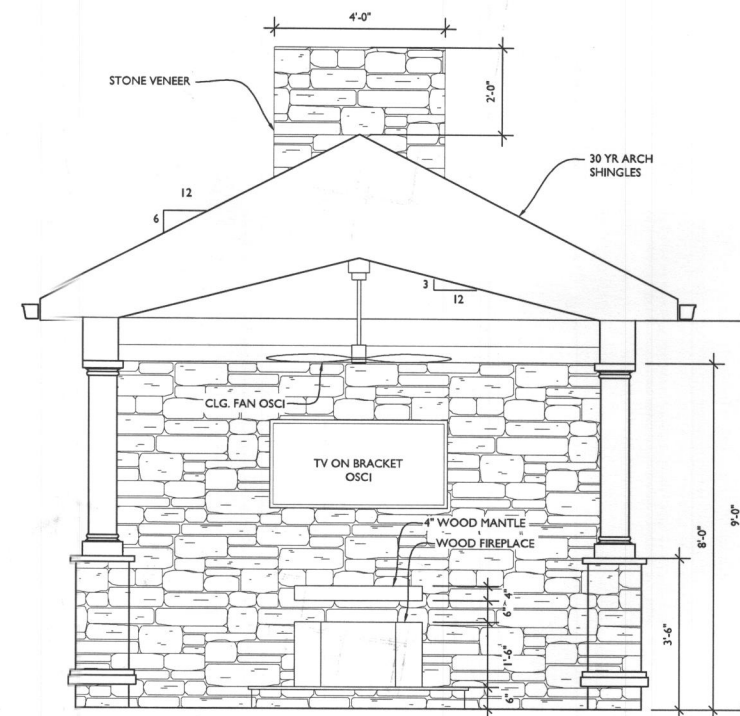 4'-0"
STONE VENEER
2'-0"
30 YR ARCH
SHINGLES
12
6
3
12
CLG. FAN OSCI
TV ON BRACKET
OSCI
4" WOOD MANTLE
WOOD FIREPLACE
4"
6"
1'-6"
6"
3'-6"
8'-0"
9'-0"